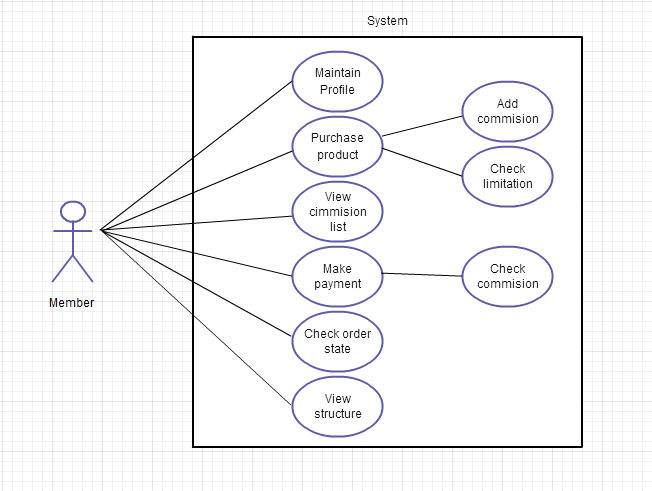 System
Maintain
Profile
Purchase
product
Add
commision
Check
limitation
View
cimmision
list
Make
payment
Check
commision
Check order
state
View
structure
Member